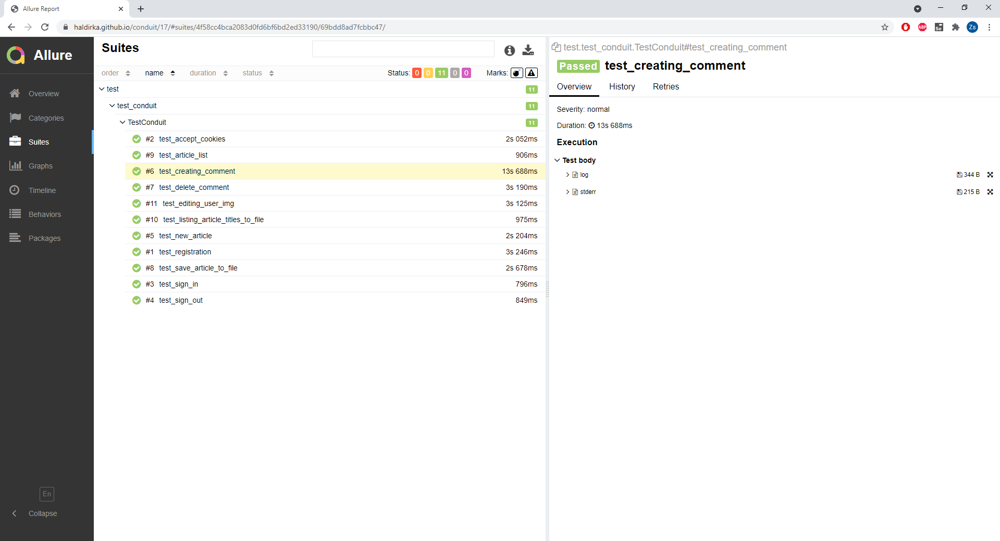 Allure Report
haldirka.github.io/conduit/17/#suites/4f58cc4bca2083d0fd6bf6bd2ed33190/69bdd8ad7fcbbc47/
ABP
Se
Zs
Allure
Overview
Categories
Suites
Graphs
Timeline
Behaviors
Packages
En
Collapse
Suites
order name duration status Status: 0 0 11 0 0 Marks:
test 11
test_conduit 11
TestConduit 11
#2 test_accept_cookies 2s 052ms
#9 test_article_list 906ms
#6 test_creating_comment 13s 688ms
#7 test_delete_comment 3s 190ms
#11 test_editing_user_img 3s 125ms
#10 test_listing_article_titles_to_file 975ms
#5 test_new_article 2s 204ms
#1 test_registration 3s 246ms
#8 test_save_article_to_file 2s 678ms
#3 test_sign_in 796ms
#4 test_sign_out 849ms
test.test_conduit.TestConduit#test_creating_comment
Passed test_creating_comment
Overview History Retries
Severity: normal
Duration: 13s 688ms
Execution
Test body
log 344 B
stderr 215 B